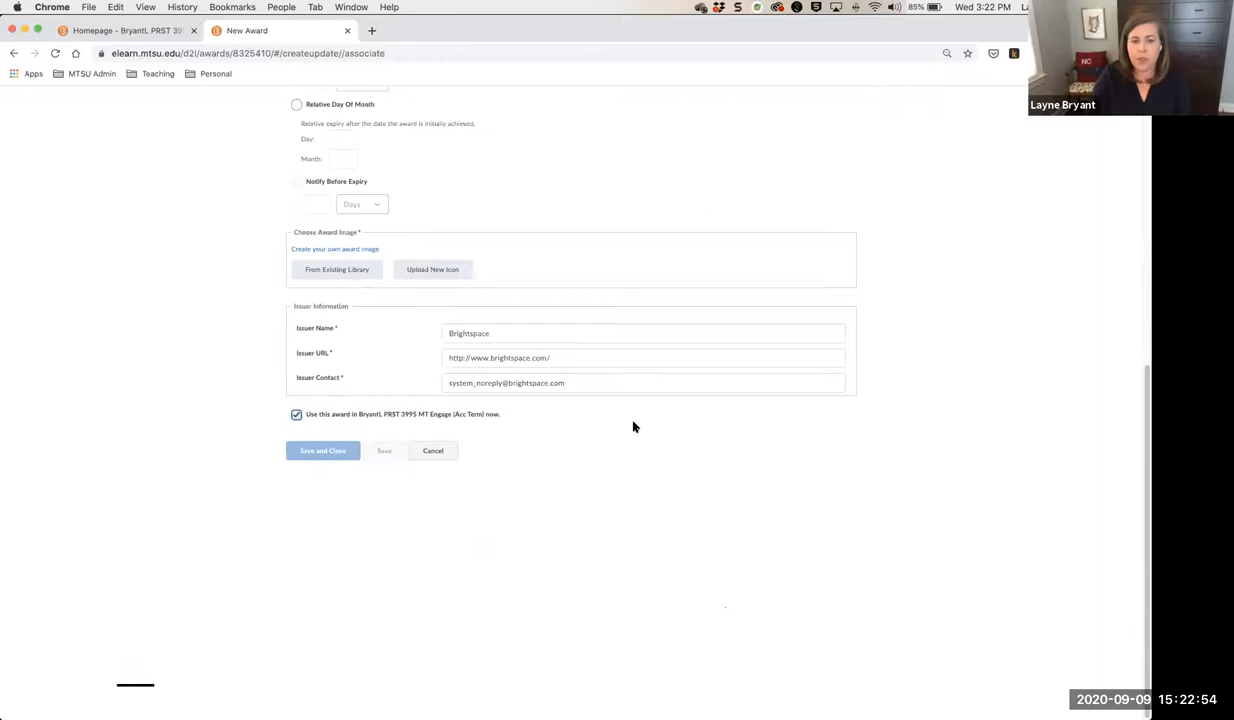 Chrome File Edit View History Bookmarks People Tab Window Help 85% Wed 3:22 PM
Homepage - BryantL PRST 39 New Award
elearn.mtsu.edu/d2l/awards/8325410/#/createupdate//associate
Apps MTSU Admin Teaching Personal
Layne Bryant
Relative Day Of Month
Relative expiry after the date the award is initially achieved.
Day:
Month:
Notify Before Expiry
Days
Choose Award Image *
Create your own award image
From Existing Library Upload New Icon
Issuer Information
Issuer Name * Brightspace
Issuer URL * http://www.brightspace.com/
Issuer Contact * system_noreply@brightspace.com
Use this award in BryantL PRST 3995 MT Engage (Acc Term) now.
Save and Close Save Cancel
2020-09-09 15:22:54